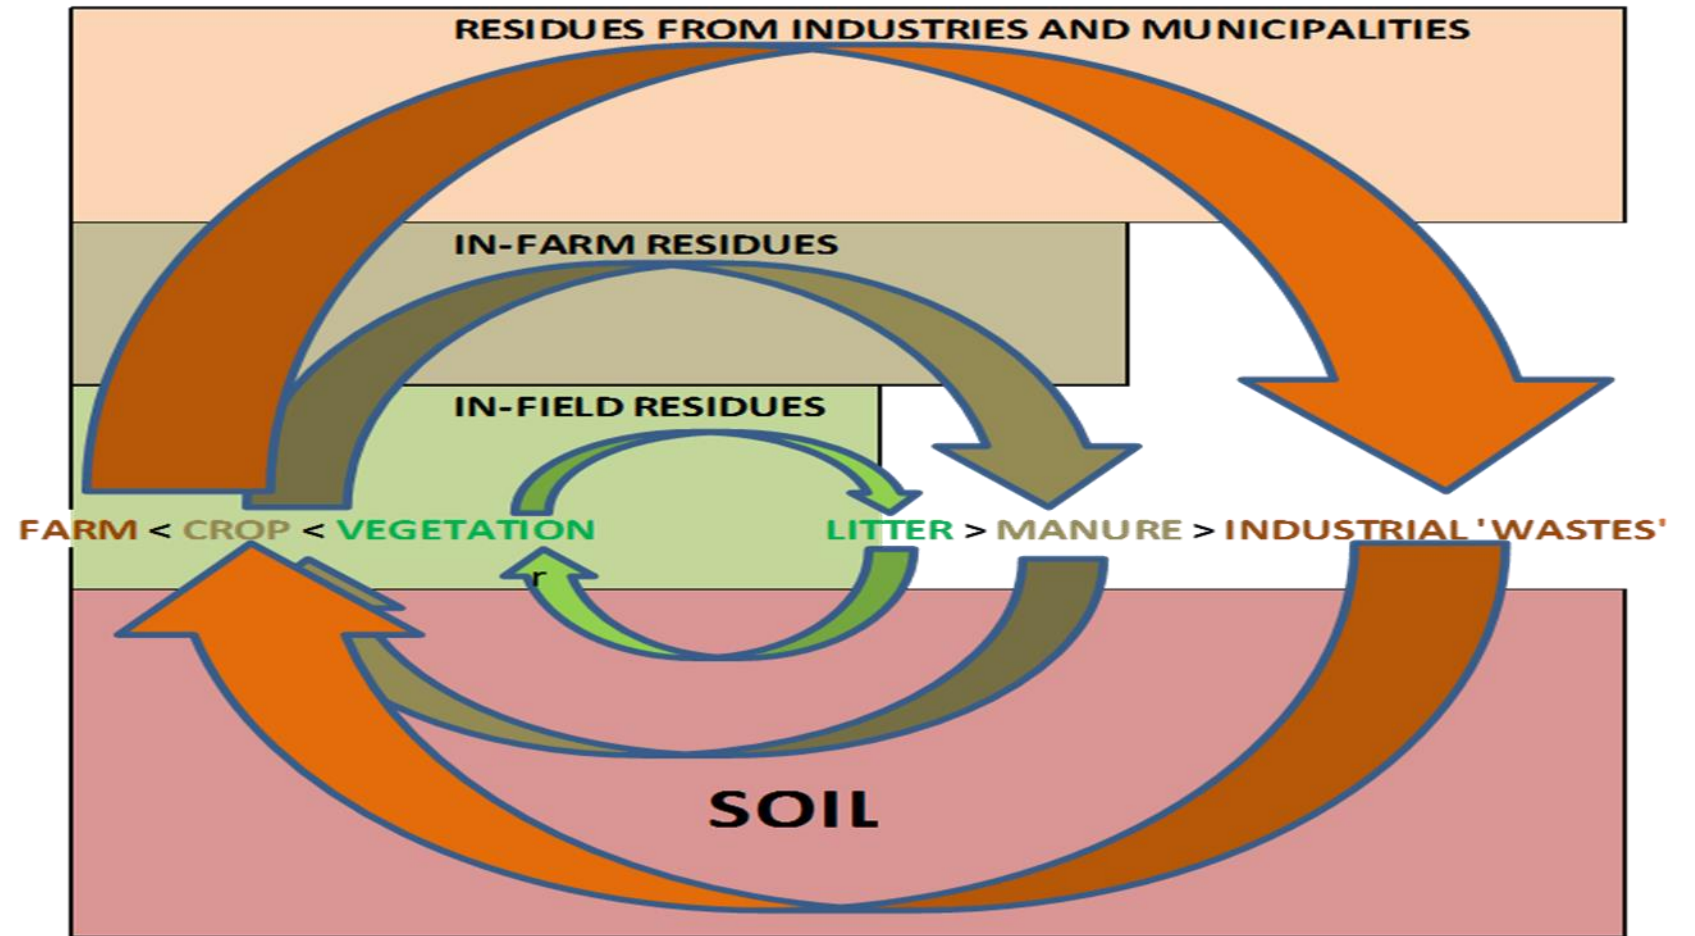 RESIDUES FROM INDUSTRIES AND MUNICIPALITIES
IN-FARM RESIDUES
IN-FIELD RESIDUES
FARM < CROP < VEGETATION
LITTER > MANURE > INDUSTRIAL 'WASTES'
r
SOIL